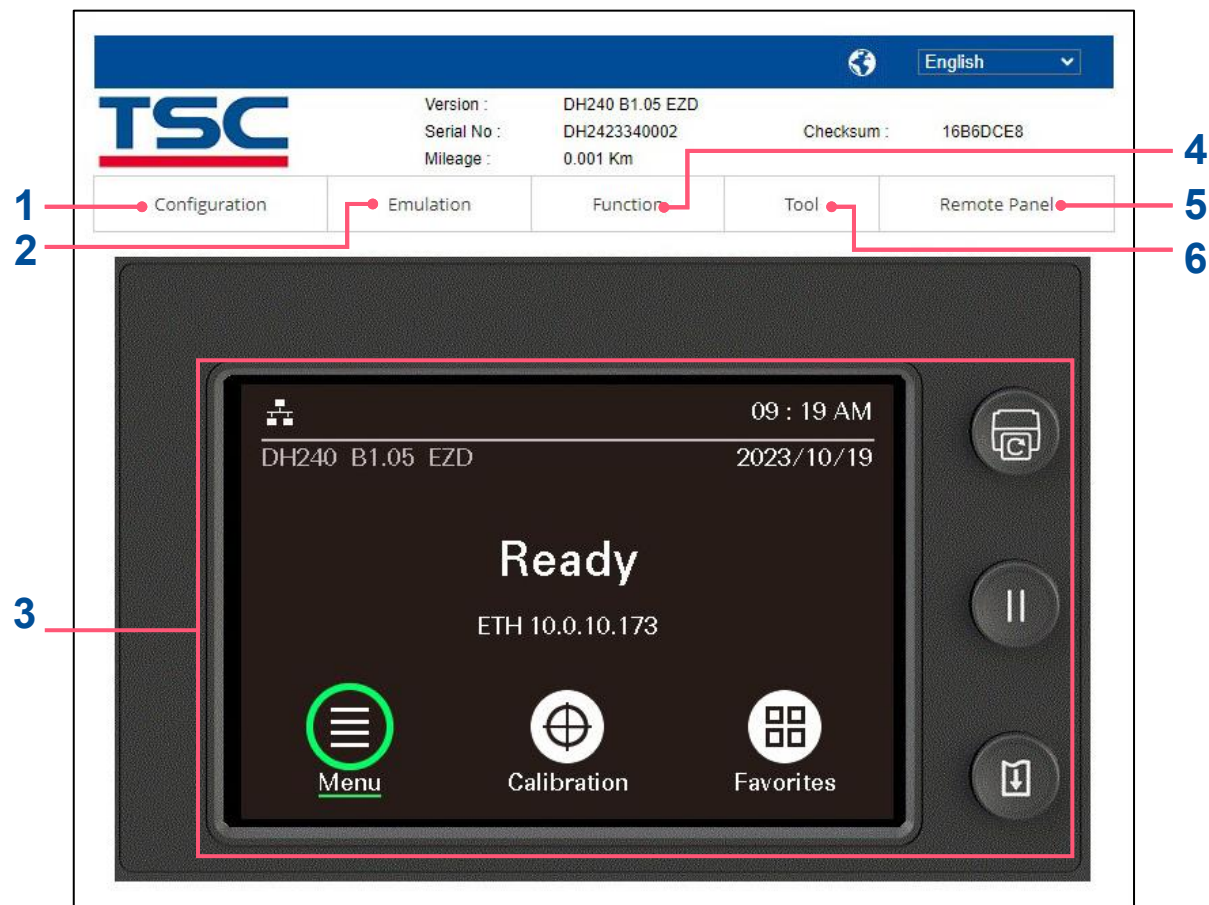 English
TSC
Version : DH240 B1.05 EZD
Serial No : DH2423340002 Checksum : 16B6DCE8
Mileage : 0.001 Km
4
1 Configuration Emulation Function Tool Remote Panel 5
2 6
09 : 19 AM
DH240 B1.05 EZD 2023/10/19
Ready
3
ETH 10.0.10.173
Menu Calibration Favorites